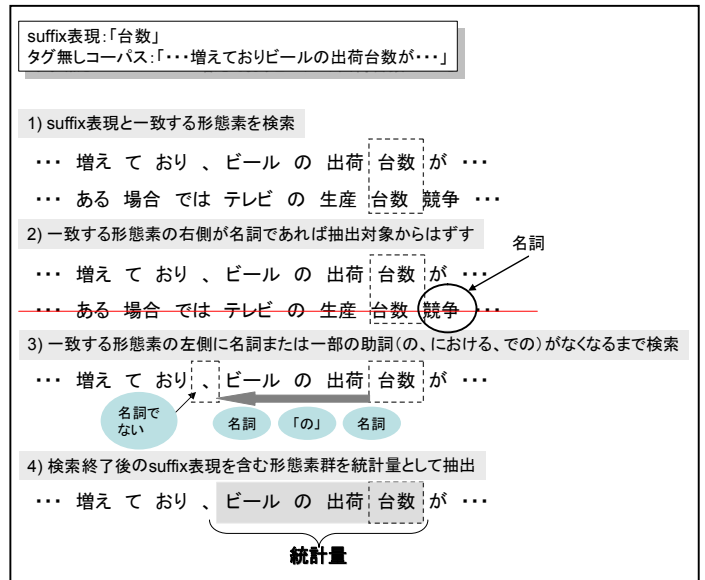 suffix表現:「台数」
タグ無しコーパス:「・・・増えておりビールの出荷台数が・・・」
1) suffix表現と一致する形態素を検索
・・・ 増え て おり 、 ビール の 出荷 台数 が ・・・
・・・ ある 場合 では テレビ の 生産 台数 競争 ・・・
2) 一致する形態素の右側が名詞であれば抽出対象からはずす
名詞
・・・ 増え て おり 、 ビール の 出荷 台数 が ・・・
・・・ ある 場合 では テレビ の 生産 台数 競争 ・・・
3) 一致する形態素の左側に名詞または一部の助詞(の、における、での)がなくなるまで検索
・・・ 増え て おり 、 ビール の 出荷 台数 が ・・・
名詞で
ない
名詞 「の」 名詞
4) 検索終了後のsuffix表現を含む形態素群を統計量として抽出
・・・ 増え て おり 、 ビール の 出荷 台数 が ・・・
統計量